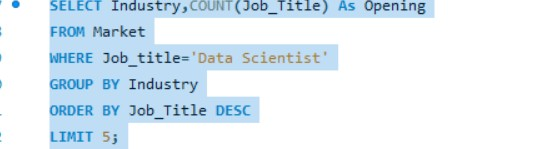 SELECT Industry,COUNT(Job_Title) As Opening
FROM Market
WHERE Job_title='Data Scientist'
GROUP BY Industry
ORDER BY Job_Title DESC
LIMIT 5;